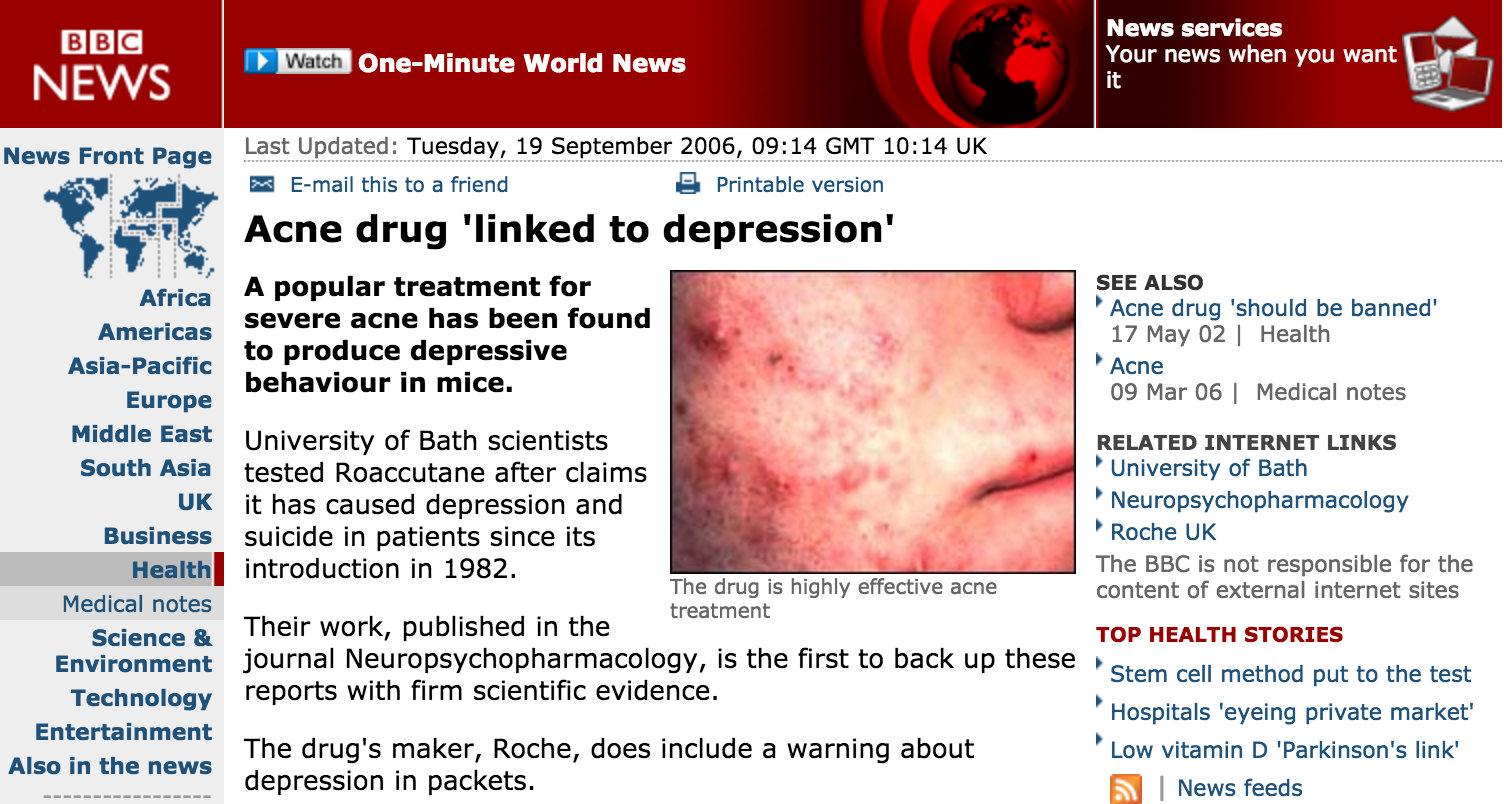 BBC
NEWS
Watch One-Minute World News
News services
Your news when you want
it
News Front Page
Africa
Americas
Asia-Pacific
Europe
Middle East
South Asia
UK
Business
Health
Medical notes
Science &
Environment
Technology
Entertainment
Also in the news
Last Updated: Tuesday, 19 September 2006, 09:14 GMT 10:14 UK
E-mail this to a friend
Printable version
Acne drug 'linked to depression'
A popular treatment for
severe acne has been found
to produce depressive
behaviour in mice.
University of Bath scientists
tested Roaccutane after claims
it has caused depression and
suicide in patients since its
introduction in 1982.
The drug is highly effective acne
treatment
Their work, published in the
journal Neuropsychopharmacology, is the first to back up these
reports with firm scientific evidence.
The drug's maker, Roche, does include a warning about
depression in packets.
SEE ALSO
Acne drug 'should be banned'
17 May 02 | Health
Acne
09 Mar 06 | Medical notes
RELATED INTERNET LINKS
University of Bath
Neuropsychopharmacology
Roche UK
The BBC is not responsible for the
content of external internet sites
TOP HEALTH STORIES
Stem cell method put to the test
Hospitals 'eyeing private market'
Low vitamin D 'Parkinson's link'
| News feeds